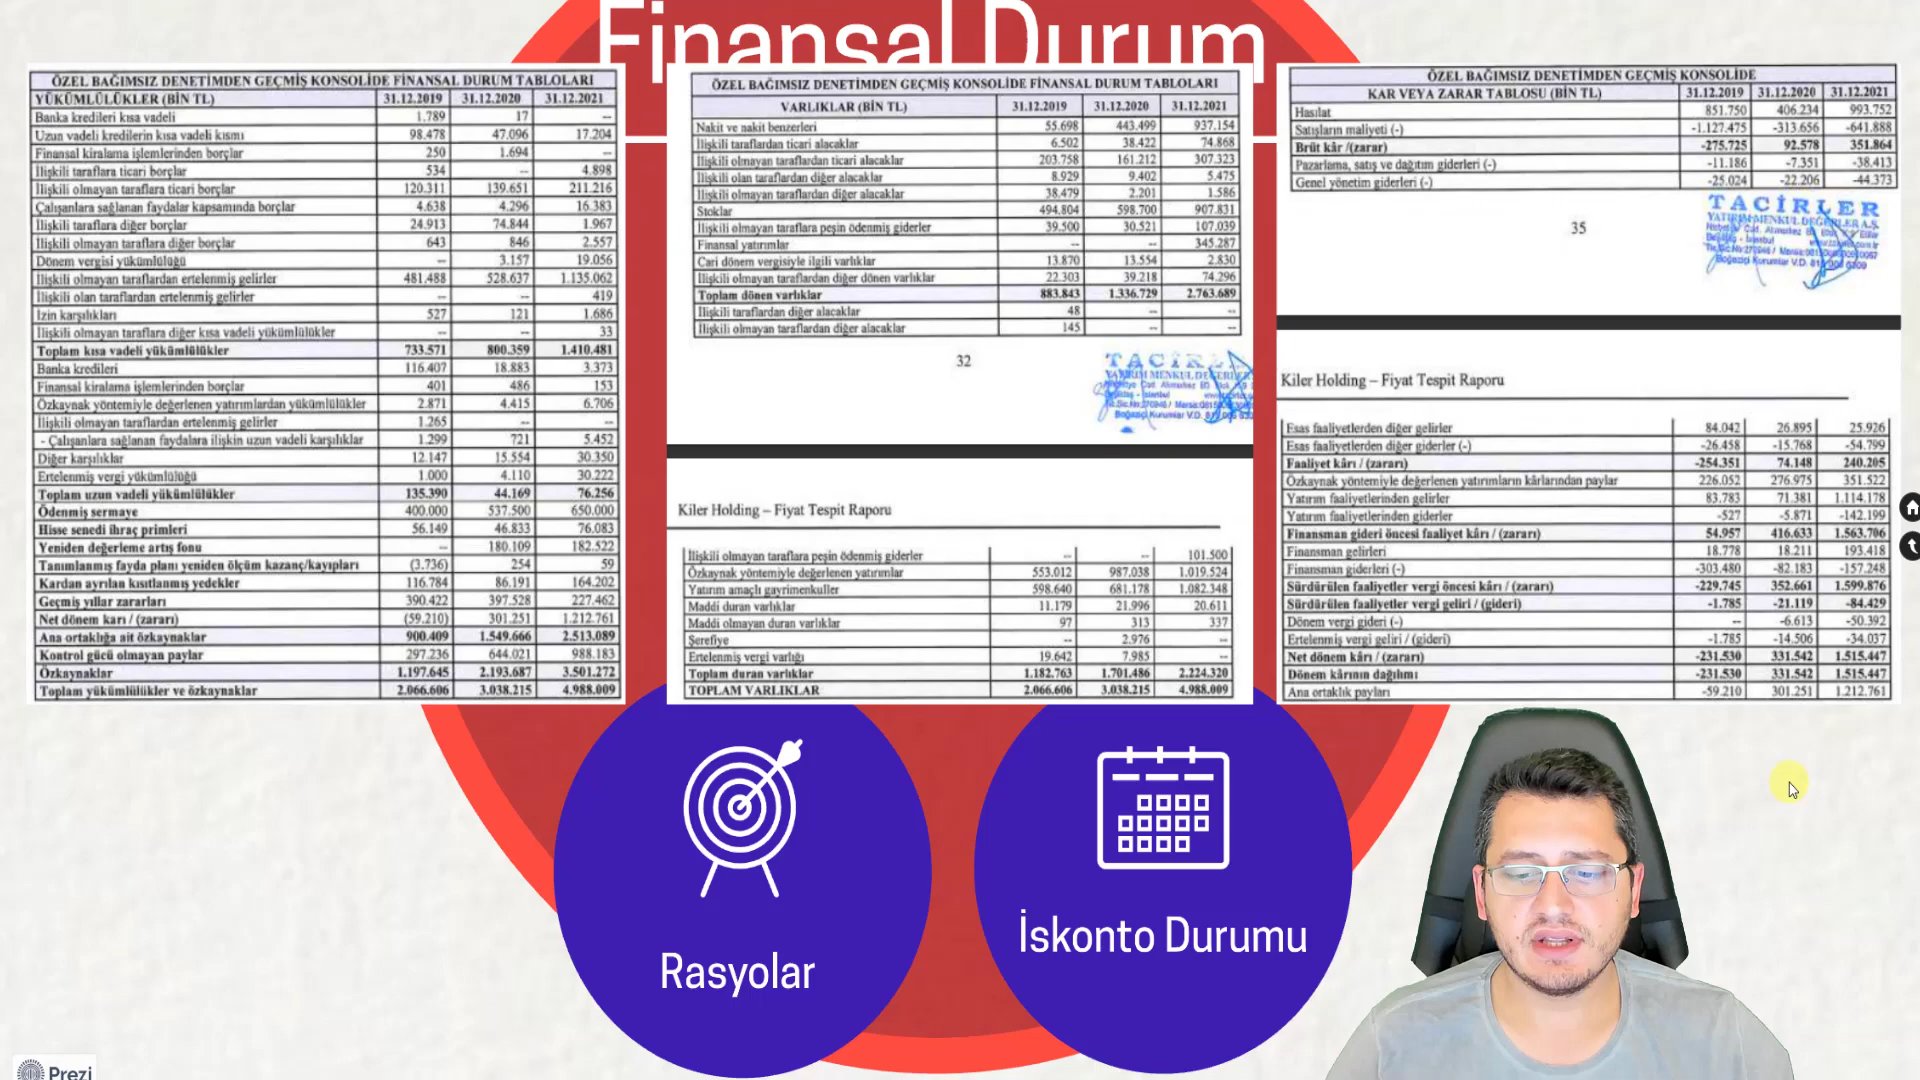 Finansal Durum
ÖZEL BAĞIMSIZ DENETİMDEN GEÇMİŞ KONSOLİDE FİNANSAL DURUM TABLOLARI
YÜKÜMLÜLÜKLER (BİN TL) 31.12.2019 31.12.2020 31.12.2021
Banka kredileri kısa vadeli 1.789 17 --
Uzun vadeli kredilerin kısa vadeli kısmı 98.478 47.096 17.204
Finansal kiralama işlemlerinden borçlar 250 1.694 --
İlişkili taraflara ticari borçlar 534 -- 4.898
İlişkili olmayan taraflara ticari borçlar 120.311 139.651 211.216
Çalışanlara sağlanan faydalar kapsamında borçlar 4.638 4.296 16.383
İlişkili taraflara diğer borçlar 24.913 74.844 1.967
İlişkili olmayan taraflara diğer borçlar 643 846 2.557
Dönem vergisi yükümlülüğü -- 3.157 19.056
İlişkili olmayan taraflardan ertelenmiş gelirler 481.488 528.637 1.135.062
İlişkili olan taraflardan ertelenmiş gelirler -- -- 419
İzin karşılıkları 527 121 1.686
İlişkili olmayan taraflara diğer kısa vadeli yükümlülükler -- -- 33
Toplam kısa vadeli yükümlülükler 733.571 800.359 1.410.481
Banka kredileri 116.407 18.883 3.373
Finansal kiralama işlemlerinden borçlar 401 486 153
Özkaynak yöntemiyle değerlenen yatırımlardan yükümlülükler 2.871 4.415 6.706
İlişkili olmayan taraflardan ertelenmiş gelirler 1.265 -- --
- Çalışanlara sağlanan faydalara ilişkin uzun vadeli karşılıklar 1.299 721 5.452
Diğer karşılıklar 12.147 15.554 30.350
Ertelenmiş vergi yükümlülüğü 1.000 4.110 30.222
Toplam uzun vadeli yükümlülükler 135.390 44.169 76.256
Ödenmiş sermaye 400.000 537.500 650.000
Hisse senedi ihraç primleri 56.149 46.833 76.083
Yeniden değerleme artış fonu -- 180.109 182.522
Tanımlanmış fayda planı yeniden ölçüm kazanç/kayıpları (3.736) 254 59
Kardan ayrılan kısıtlanmış yedekler 116.784 86.191 164.202
Geçmiş yıllar zararları 390.422 397.528 227.462
Net dönem karı / (zararı) (59.210) 301.251 1.212.761
Ana ortaklığa ait özkaynaklar 900.409 1.549.666 2.513.089
Kontrol gücü olmayan paylar 297.236 644.021 988.183
Özkaynaklar 1.197.645 2.193.687 3.501.272
Toplam yükümlülükler ve özkaynaklar 2.066.606 3.038.215 4.988.009
ÖZEL BAĞIMSIZ DENETİMDEN GEÇMİŞ KONSOLİDE FİNANSAL DURUM TABLOLARI
VARLIKLAR (BİN TL) 31.12.2019 31.12.2020 31.12.2021
Nakit ve nakit benzerleri 55.698 443.499 937.154
İlişkili taraflardan ticari alacaklar 6.502 38.422 74.868
İlişkili olmayan taraflardan ticari alacaklar 203.758 161.212 307.323
İlişkili olan taraflardan diğer alacaklar 8.929 9.402 5.475
İlişkili olmayan taraflardan diğer alacaklar 38.479 2.201 1.586
Stoklar 494.804 598.700 907.831
İlişkili olmayan taraflara peşin ödenmiş giderler 39.500 30.521 107.039
Finansal yatırımlar -- -- 345.287
Cari dönem vergisiyle ilgili varlıklar 13.870 13.554 2.830
İlişkili olmayan taraflardan diğer dönen varlıklar 22.303 39.218 74.296
Toplam dönen varlıklar 883.843 1.336.729 2.763.689
İlişkili taraflardan diğer alacaklar 48 -- --
İlişkili olmayan taraflardan diğer alacaklar 145 -- --
32
Kiler Holding – Fiyat Tespit Raporu
İlişkili olmayan taraflara peşin ödenmiş giderler -- -- 101.500
Özkaynak yöntemiyle değerlenen yatırımlar 553.012 987.038 1.019.524
Yatırım amaçlı gayrimenkuller 598.640 681.178 1.082.348
Maddi duran varlıklar 11.179 21.996 20.611
Maddi olmayan duran varlıklar 97 313 337
Şerefiye -- 2.976 --
Ertelenmiş vergi varlığı 19.642 7.985 --
Toplam duran varlıklar 1.182.763 1.701.486 2.224.320
TOPLAM VARLIKLAR 2.066.606 3.038.215 4.988.009
ÖZEL BAĞIMSIZ DENETİMDEN GEÇMİŞ KONSOLİDE
KAR VEYA ZARAR TABLOSU (BİN TL) 31.12.2019 31.12.2020 31.12.2021
Hasılat 851.750 406.234 993.752
Satışların maliyeti (-) -1.127.475 -313.656 -641.888
Brüt kâr /(zarar) -275.725 92.578 351.864
Pazarlama, satış ve dağıtım giderleri (-) -11.186 -7.351 -38.413
Genel yönetim giderleri (-) -25.024 -22.206 -44.373
TACİRLER
YATIRIM MENKUL DEĞERLER A.Ş.
35
Kiler Holding – Fiyat Tespit Raporu
Esas faaliyetlerden diğer gelirler 84.042 26.895 25.926
Esas faaliyetlerden diğer giderler (-) -26.458 -15.768 -54.799
Faaliyet kârı / (zararı) -254.351 74.148 240.205
Özkaynak yöntemiyle değerlenen yatırımların kârlarından paylar 226.052 276.975 351.522
Yatırım faaliyetlerinden gelirler 83.783 71.381 1.114.178
Yatırım faaliyetlerinden giderler -527 -5.871 -142.199
Finansman gideri öncesi faaliyet kârı / (zararı) 54.957 416.633 1.563.706
Finansman gelirleri 18.778 18.211 193.418
Finansman giderleri (-) -303.480 -82.183 -157.248
Sürdürülen faaliyetler vergi öncesi kârı / (zararı) -229.745 352.661 1.599.876
Sürdürülen faaliyetler vergi geliri / (gideri) -1.785 -21.119 -84.429
Dönem vergi gideri (-) -- -6.613 -50.392
Ertelenmiş vergi geliri / (gideri) -1.785 -14.506 -34.037
Net dönem kârı / (zararı) -231.530 331.542 1.515.447
Dönem kârının dağılımı -231.530 331.542 1.515.447
Ana ortaklık payları -59.210 301.251 1.212.761
Rasyolar
İskonto Durumu
Prezi